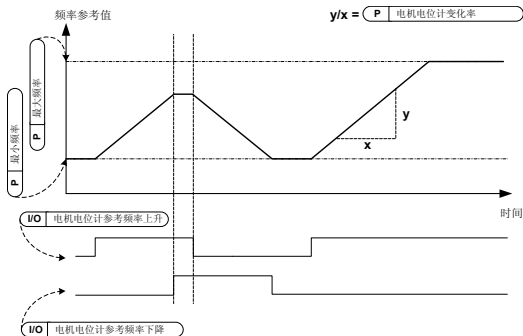 频率参考值
y/x = P 电机电位计变化率
P 最大频率
P 最小频率
y
x
时间
I/O 电机电位计参考频率上升
I/O 电机电位计参考频率下降